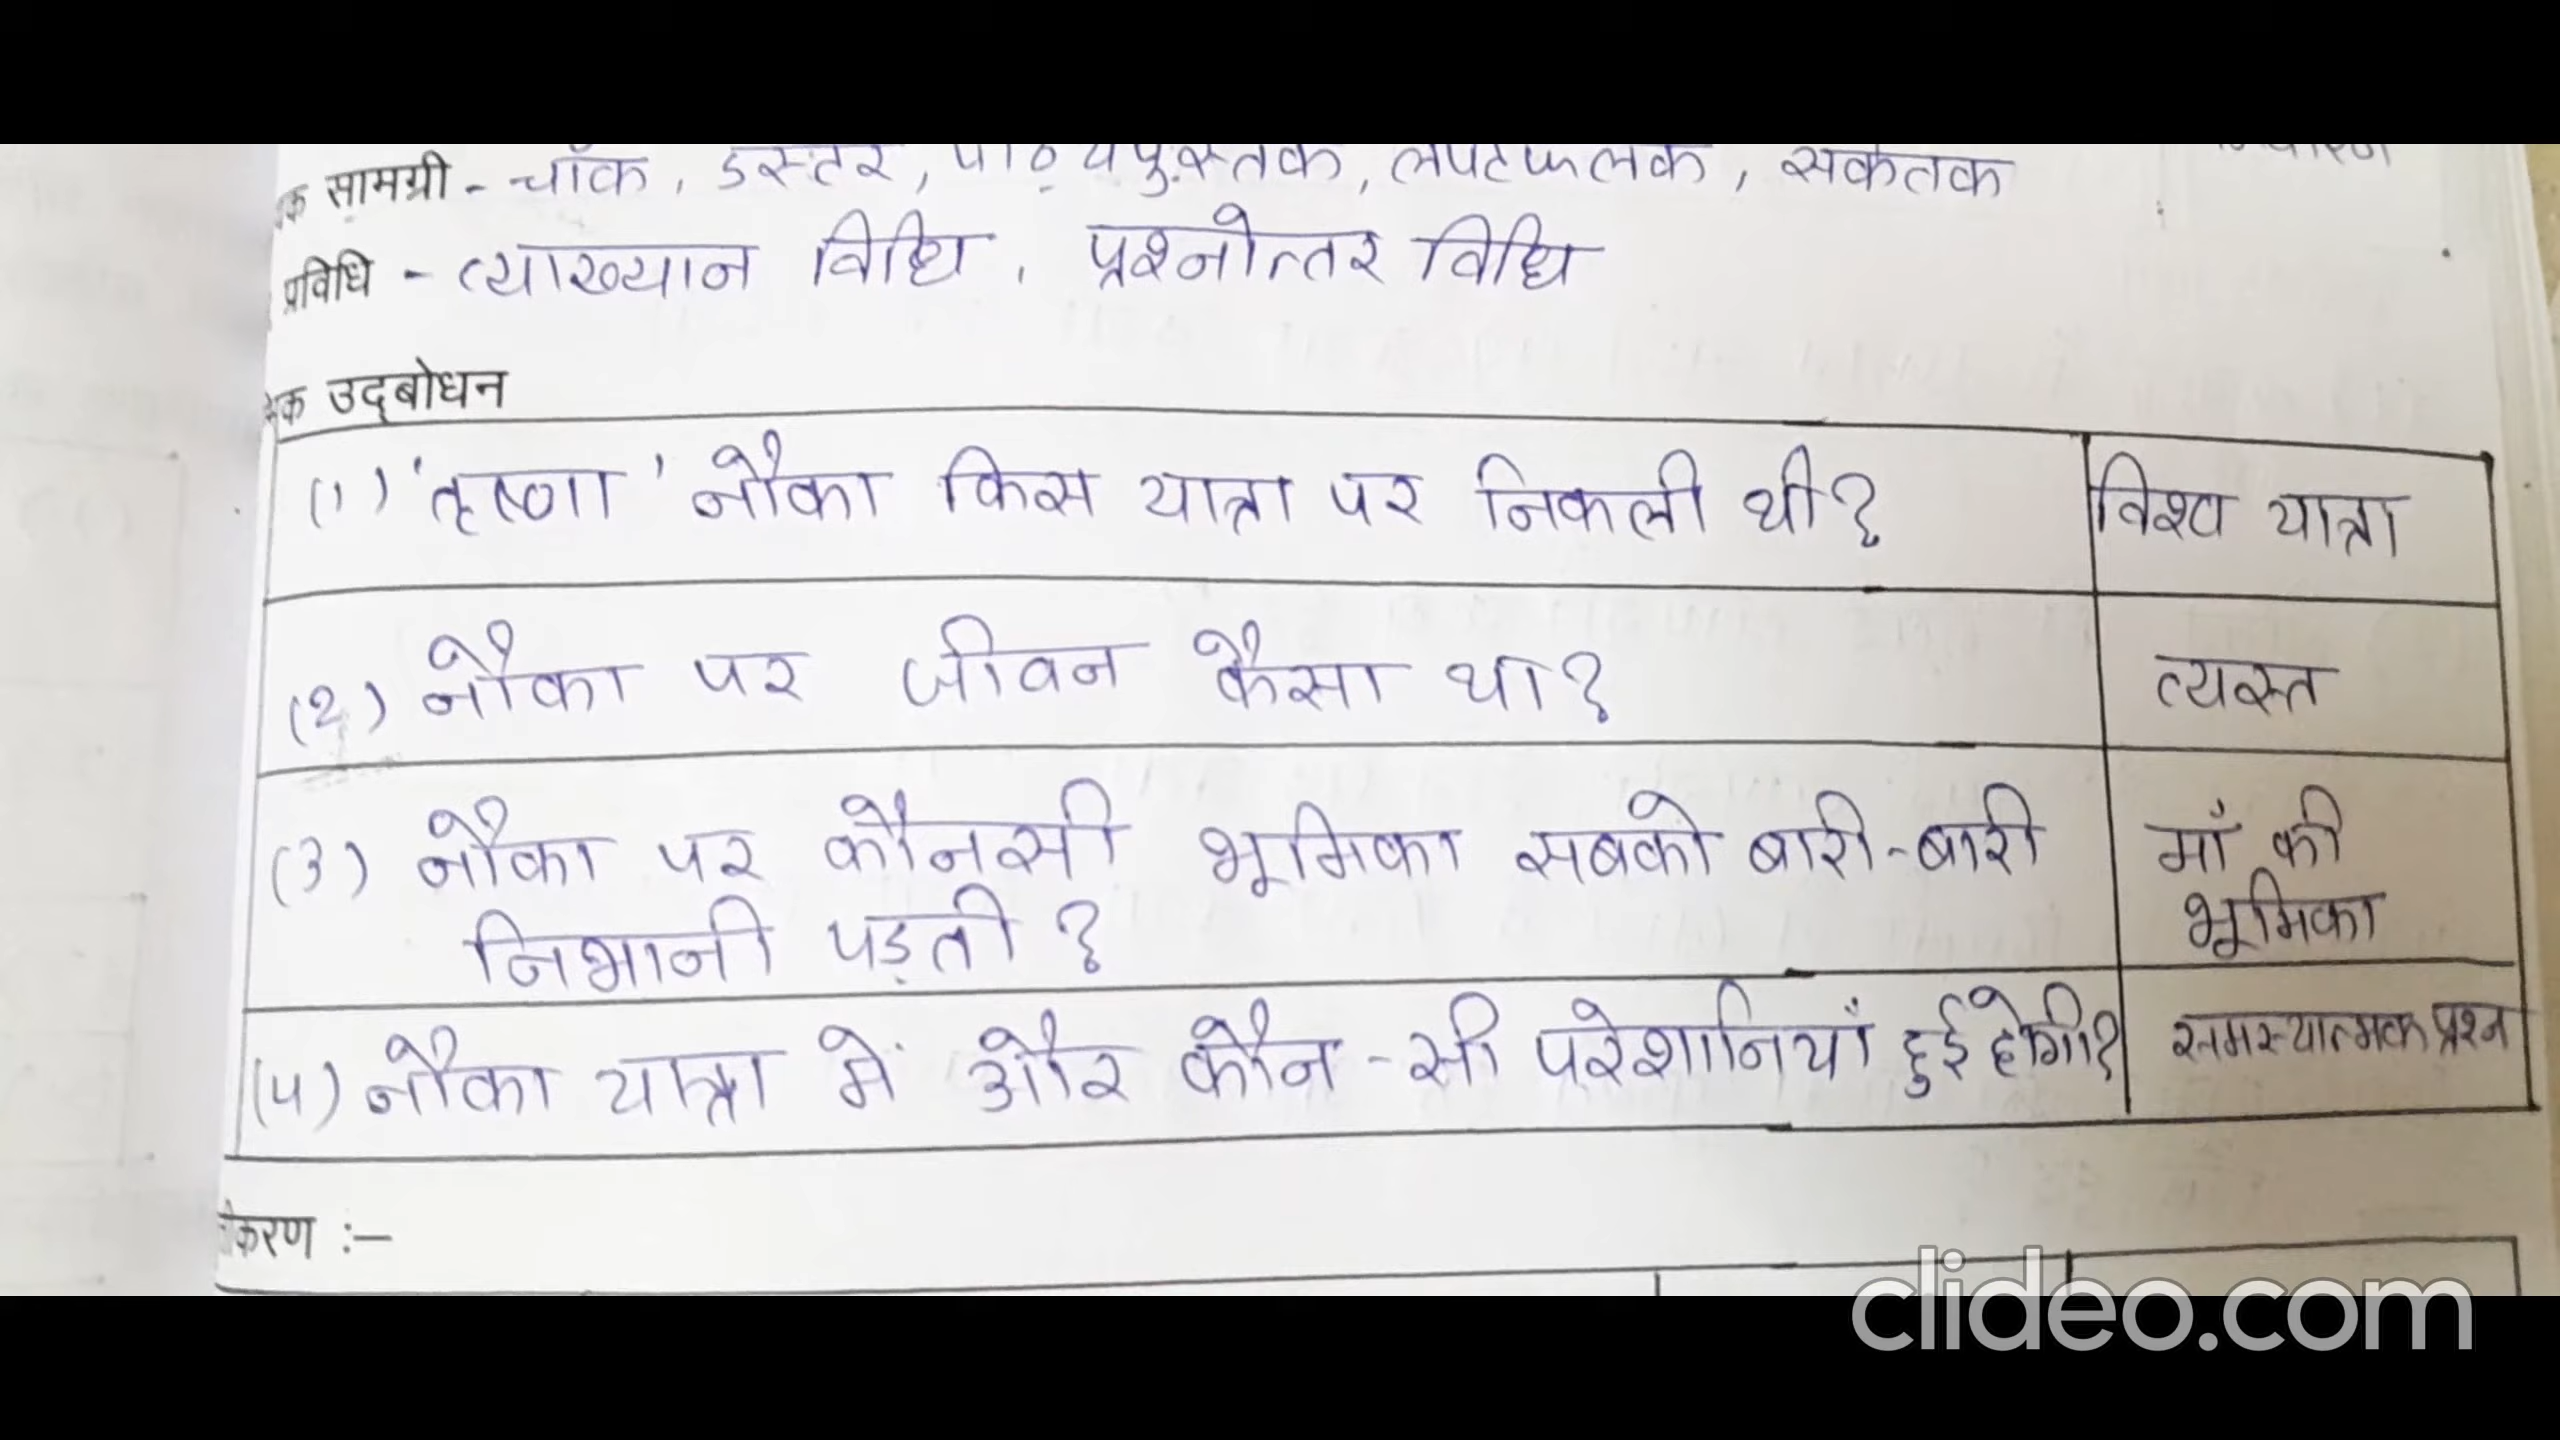 क सामग्री - चॉक, डस्टर, पाठ्यपुस्तक, लपटफलक, संकेतक
प्रविधि - व्याख्यान विधि, प्रश्नोत्तर विधि
क उद्‌बोधन
(1) 'तृष्णा' नौका किस यात्रा पर निकली थी? विश्व यात्रा
(2) नौका पर जीवन कैसा था? व्यस्त
(3) नौका पर कौनसी भूमिका सबको बारी-बारी माँ की
निभानी पड़ती? भूमिका
(4) नौका यात्रा में और कौन-सी परेशानियाँ हुई होगी? समस्यात्मक प्रश्न
करण :-
clideo.com